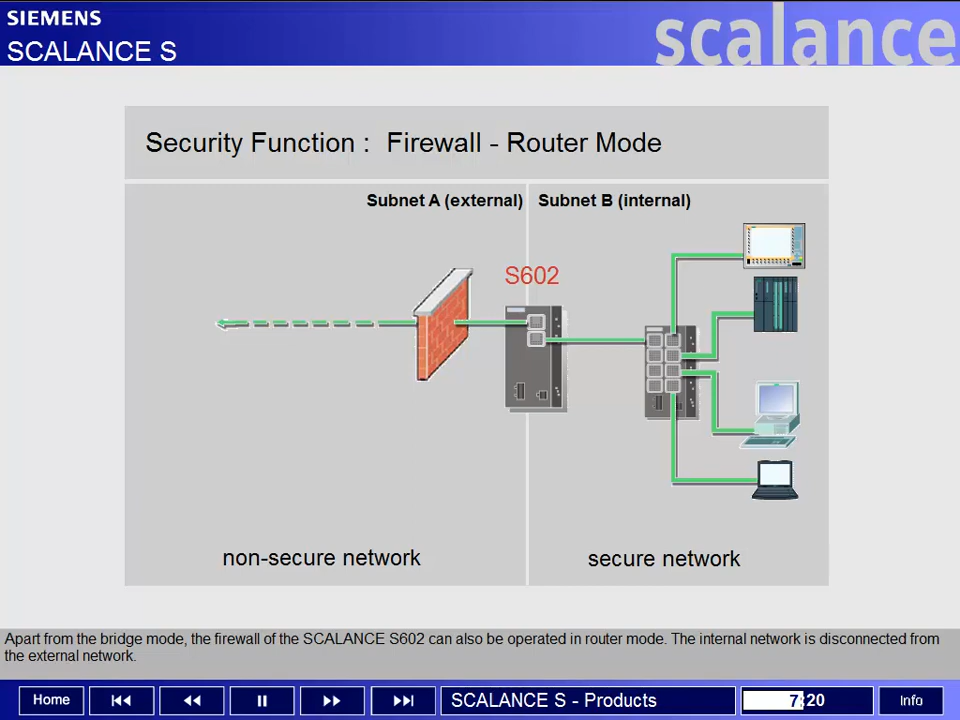 SIEMENS
SCALANCE S
scalance
Security Function : Firewall - Router Mode
Subnet A (external)
Subnet B (internal)
S602
non-secure network
secure network
Apart from the bridge mode, the firewall of the SCALANCE S602 can also be operated in router mode. The internal network is disconnected from
the external network.
Home
SCALANCE S - Products
7:20
Info